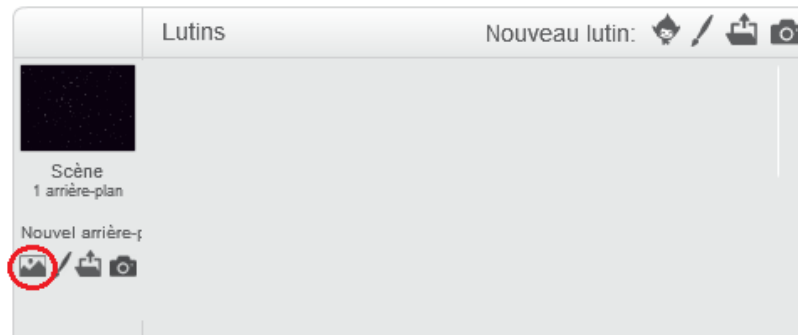 Lutins
Nouveau lutin:
Scène
1 arrière-plan
Nouvel arrière-p